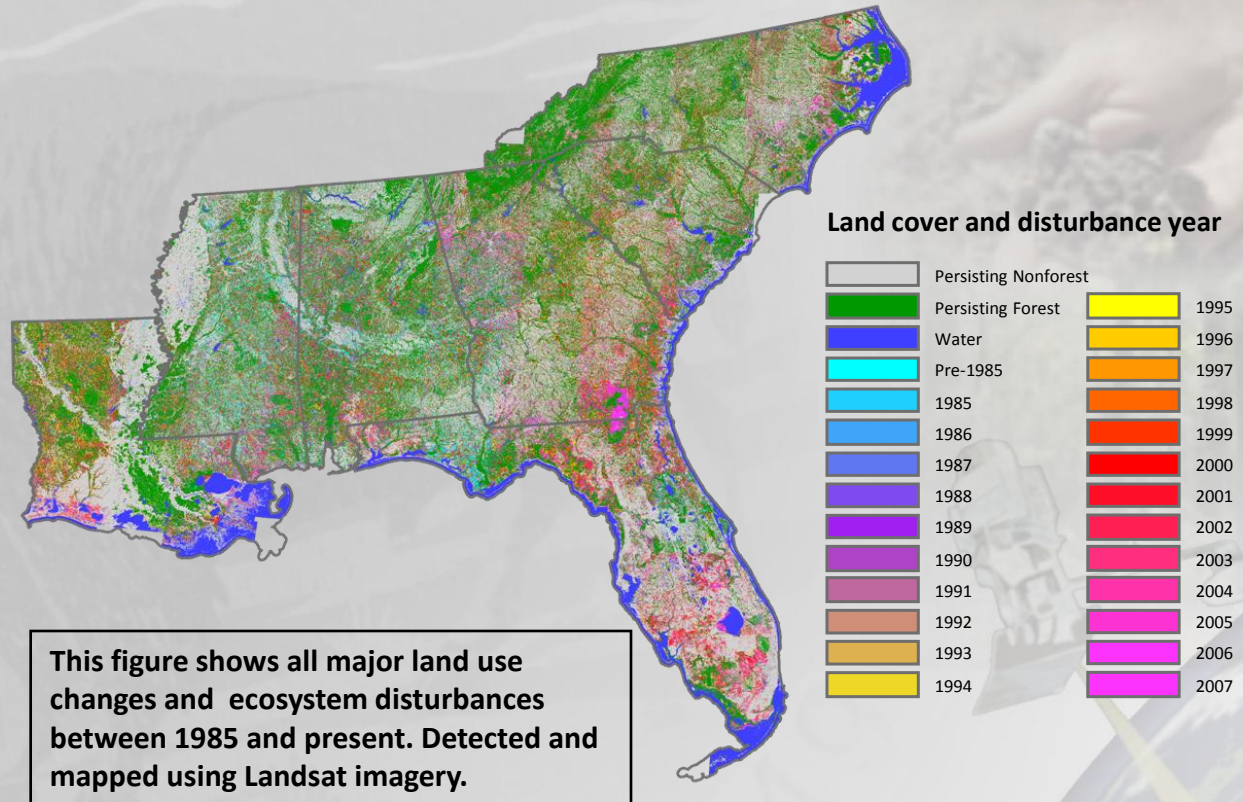 Land cover and disturbance year
Persisting Nonforest
Persisting Forest
Water
Pre-1985
1985
1986
1987
1988
1989
1990
1991
1992
1993
1994
1995
1996
1997
1998
1999
2000
2001
2002
2003
2004
2005
2006
2007
This figure shows all major land use
changes and  ecosystem disturbances
between 1985 and present. Detected and
mapped using Landsat imagery.